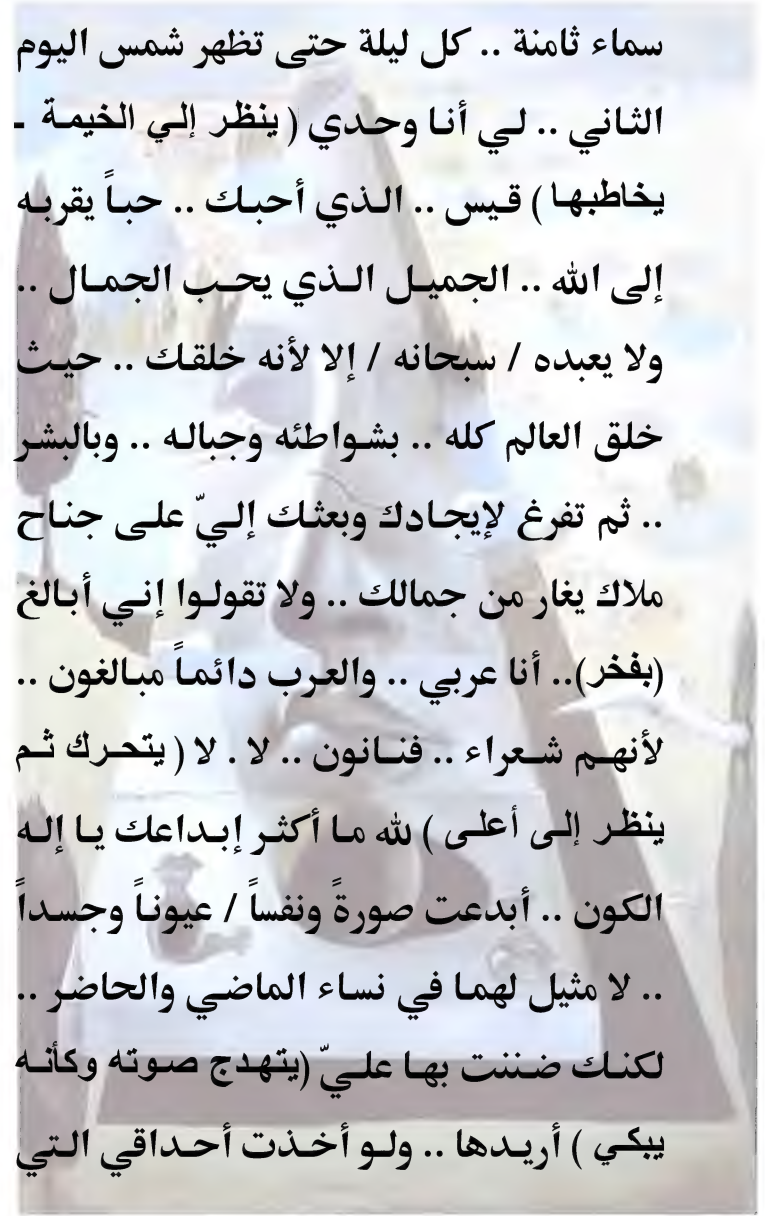 سماء ثامنة .. كل ليلة حتى تظهر شمس اليوم
الثاني .. لي أنا وحدي ( ينظر إلي الخيمة ـ
يخاطبها ) قيس .. الذي أحبك .. حباً يقربه
إلى الله .. الجميل الذي يحب الجمال ..
ولا يعبده / سبحانه / إلا لأنه خلقك .. حيث
خلق العالم كله .. بشواطئه وجباله .. وبالبشر
.. ثم تفرغ لإيجادك وبعثك إليّ على جناح
ملاك يغار من جمالك .. ولا تقولوا إني أبالغ
(بفخر).. أنا عربي .. والعرب دائماً مبالغون ..
لأنهم شعراء .. فنانون .. لا . لا ( يتحرك ثم
ينظر إلى أعلى ) لله ما أكثر إبداعك يا إله
الكون .. أبدعت صورةً ونفساً / عيوناً وجسداً
.. لا مثيل لهما في نساء الماضي والحاضر ..
لكنك ضننت بها عليّ (يتهدج صوته وكأنه
يبكي ) أريدها .. ولو أخذت أحداقي التي